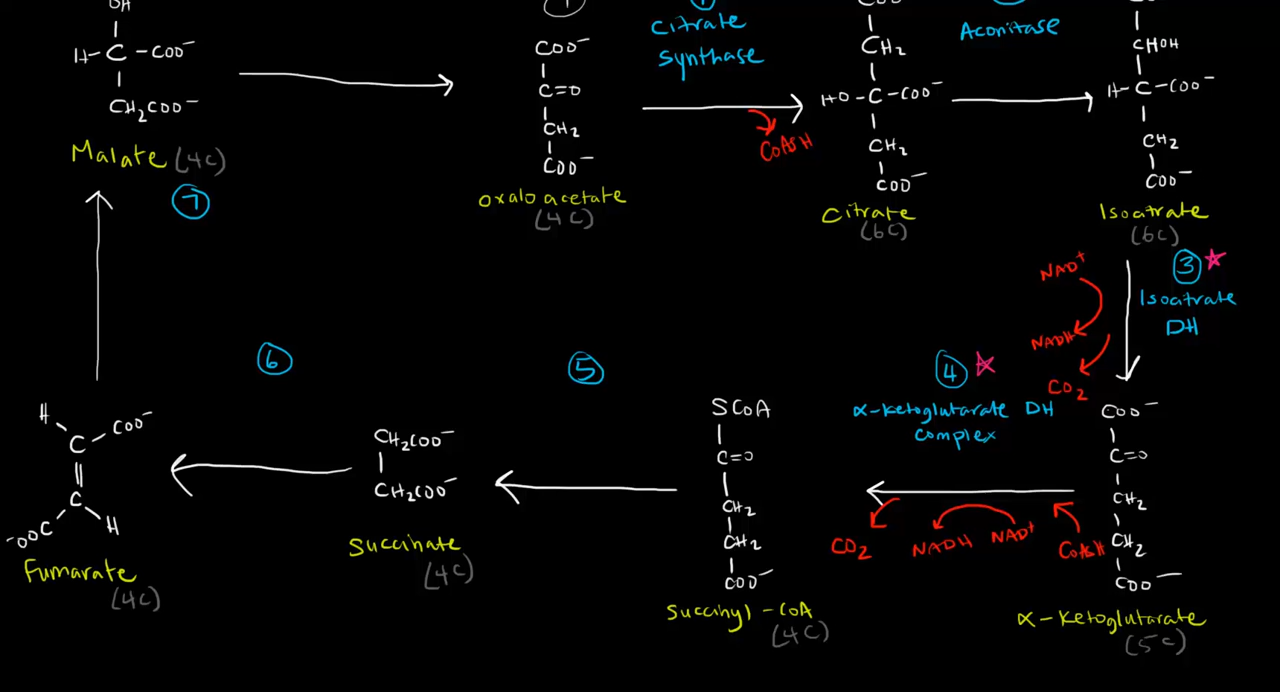 OH
H-C-COO⁻
CH₂COO⁻
Malate (4C)
7
1
COO⁻
C=O
CH₂
COO⁻
oxaloacetate
(4C)
Citrate
Synthase
CoASH
CH₂
HO-C-COO⁻
CH₂
COO⁻
Citrate
(6C)
Aconitase
CHOH
H-C-COO⁻
CH₂
COO⁻
Isocitrate
(6C)
3
Isocitrate
DH
NAD⁺
NADH
CO₂
COO⁻
C=O
CH₂
CH₂
COO⁻
α-Ketoglutarate
(5C)
4
α-ketoglutarate DH
complex
CoASH
NAD⁺
NADH
CO₂
SCoA
C=O
CH₂
CH₂
COO⁻
Succinyl-CoA
(4C)
5
CH₂COO⁻
CH₂COO⁻
Succinate
(4C)
6
H
C
COO⁻
C
⁻OOC
H
Fumarate
(4C)